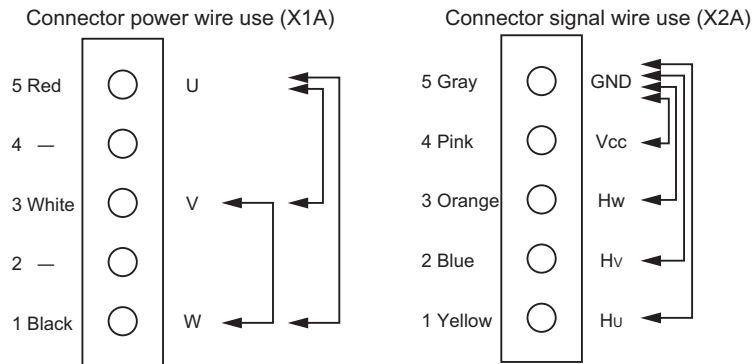 Connector power wire use (X1A)
5 Red U
4 —
3 White V
2 —
1 Black W
Connector signal wire use (X2A)
5 Gray GND
4 Pink Vcc
3 Orange Hw
2 Blue Hv
1 Yellow Hu